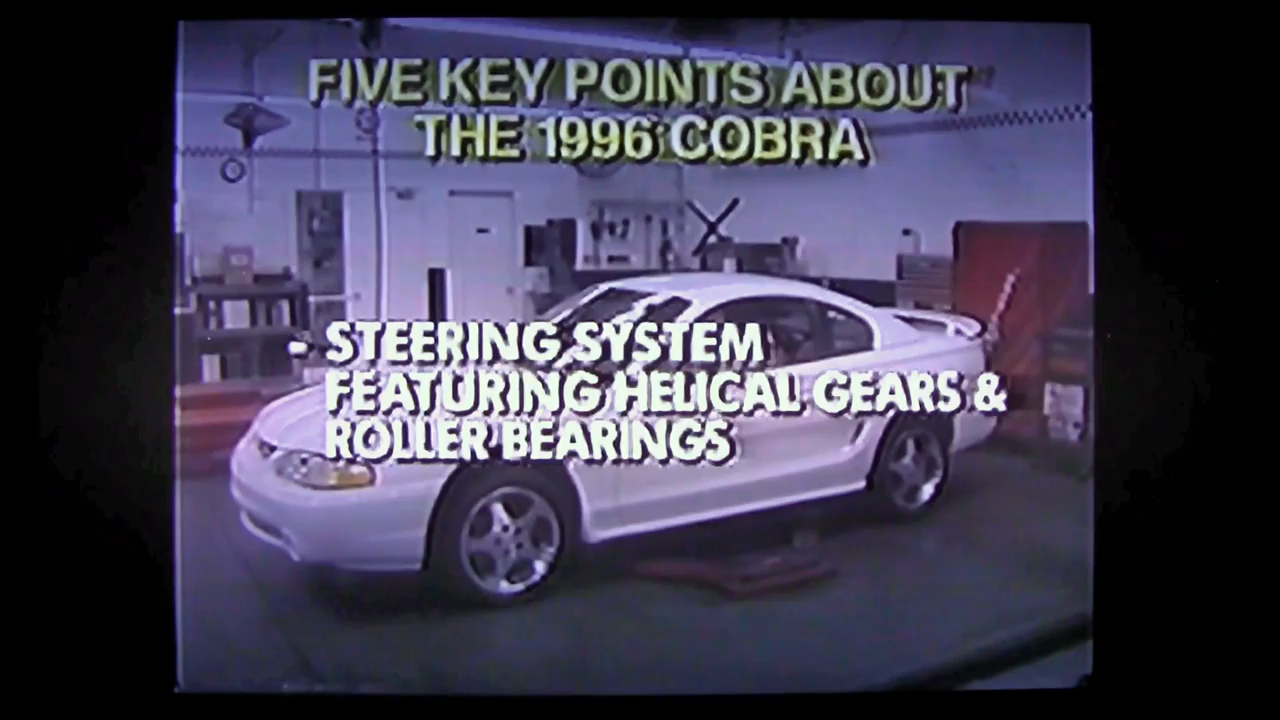 FIVE KEY POINTS ABOUT
THE 1996 COBRA
- STEERING SYSTEM
FEATURING HELICAL GEARS &
ROLLER BEARINGS